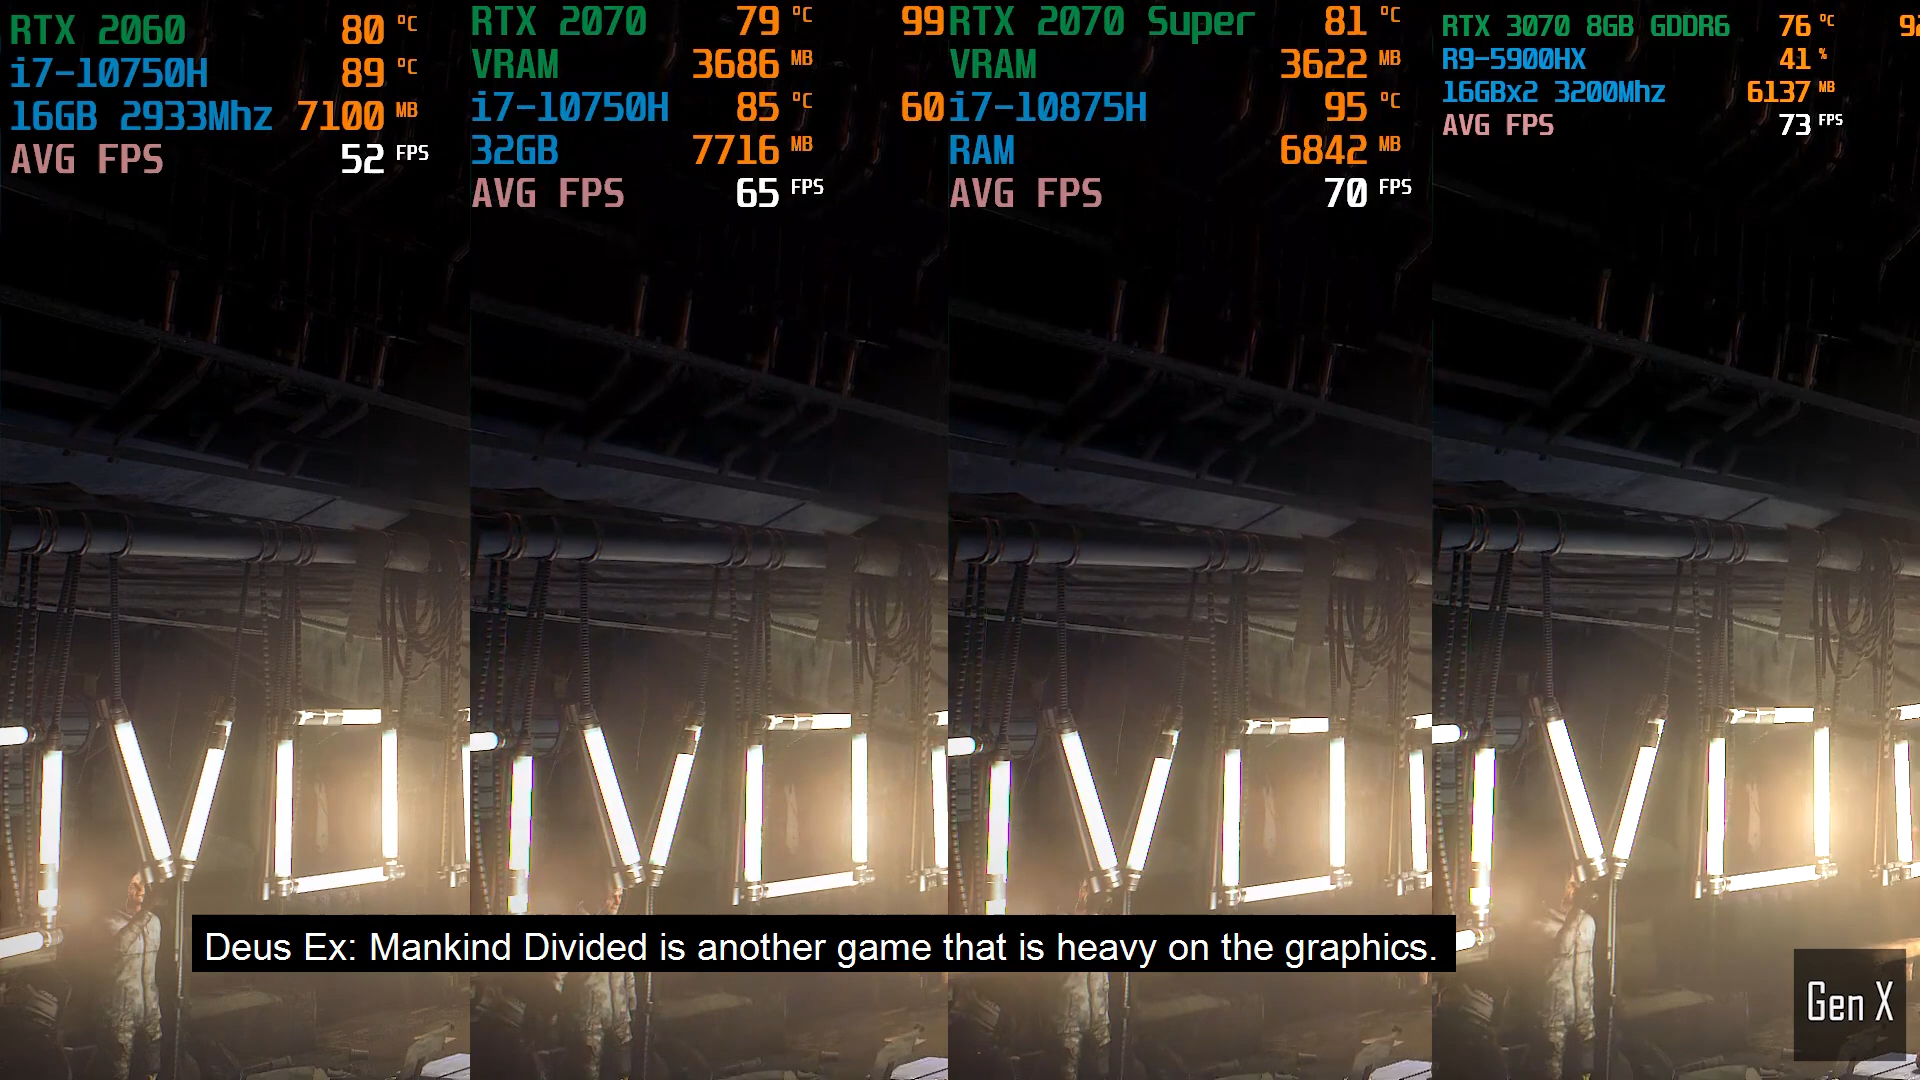 RTX 2060 80 °C
i7-10750H 89 °C
16GB 2933Mhz 7100 MB
AVG FPS 52 FPS
RTX 2070 79 °C 99
VRAM 3686 MB
i7-10750H 85 °C 60
32GB 7716 MB
AVG FPS 65 FPS
RTX 2070 Super 81 °C
VRAM 3622 MB
i7-10875H 95 °C
RAM 6842 MB
AVG FPS 70 FPS
RTX 3070 8GB GDDR6 76 °C
R9-5900HX 41 %
16GBx2 3200Mhz 6137 MB
AVG FPS 73 FPS
Deus Ex: Mankind Divided is another game that is heavy on the graphics.
Gen X